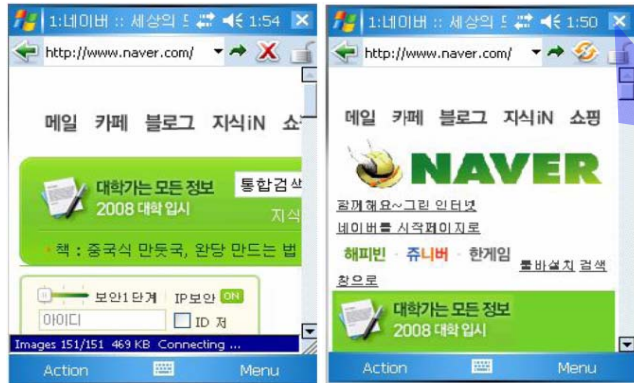 1:네이버 :: 세상의 1:54
http://www.naver.com/
메일 카페 블로그 지식iN 쇼
대학가는 모든 정보 통합검색
2008 대학 입시 지식
· 책 : 중국식 만둣국, 완당 만드는 법
보안1단계 IP보안 ON
아이디 ID 저
Images 151/151 469 KB Connecting ...
Action Menu
1:네이버 :: 세상의 1:50
http://www.naver.com/
메일 카페 블로그 지식iN 쇼핑
NAVER
함께해요~그린 인터넷
네이버를 시작페이지로
해피빈 · 쥬니버 · 한게임 툴바설치 검색
창으로
대학가는 모든 정보
2008 대학 입시
Action Menu